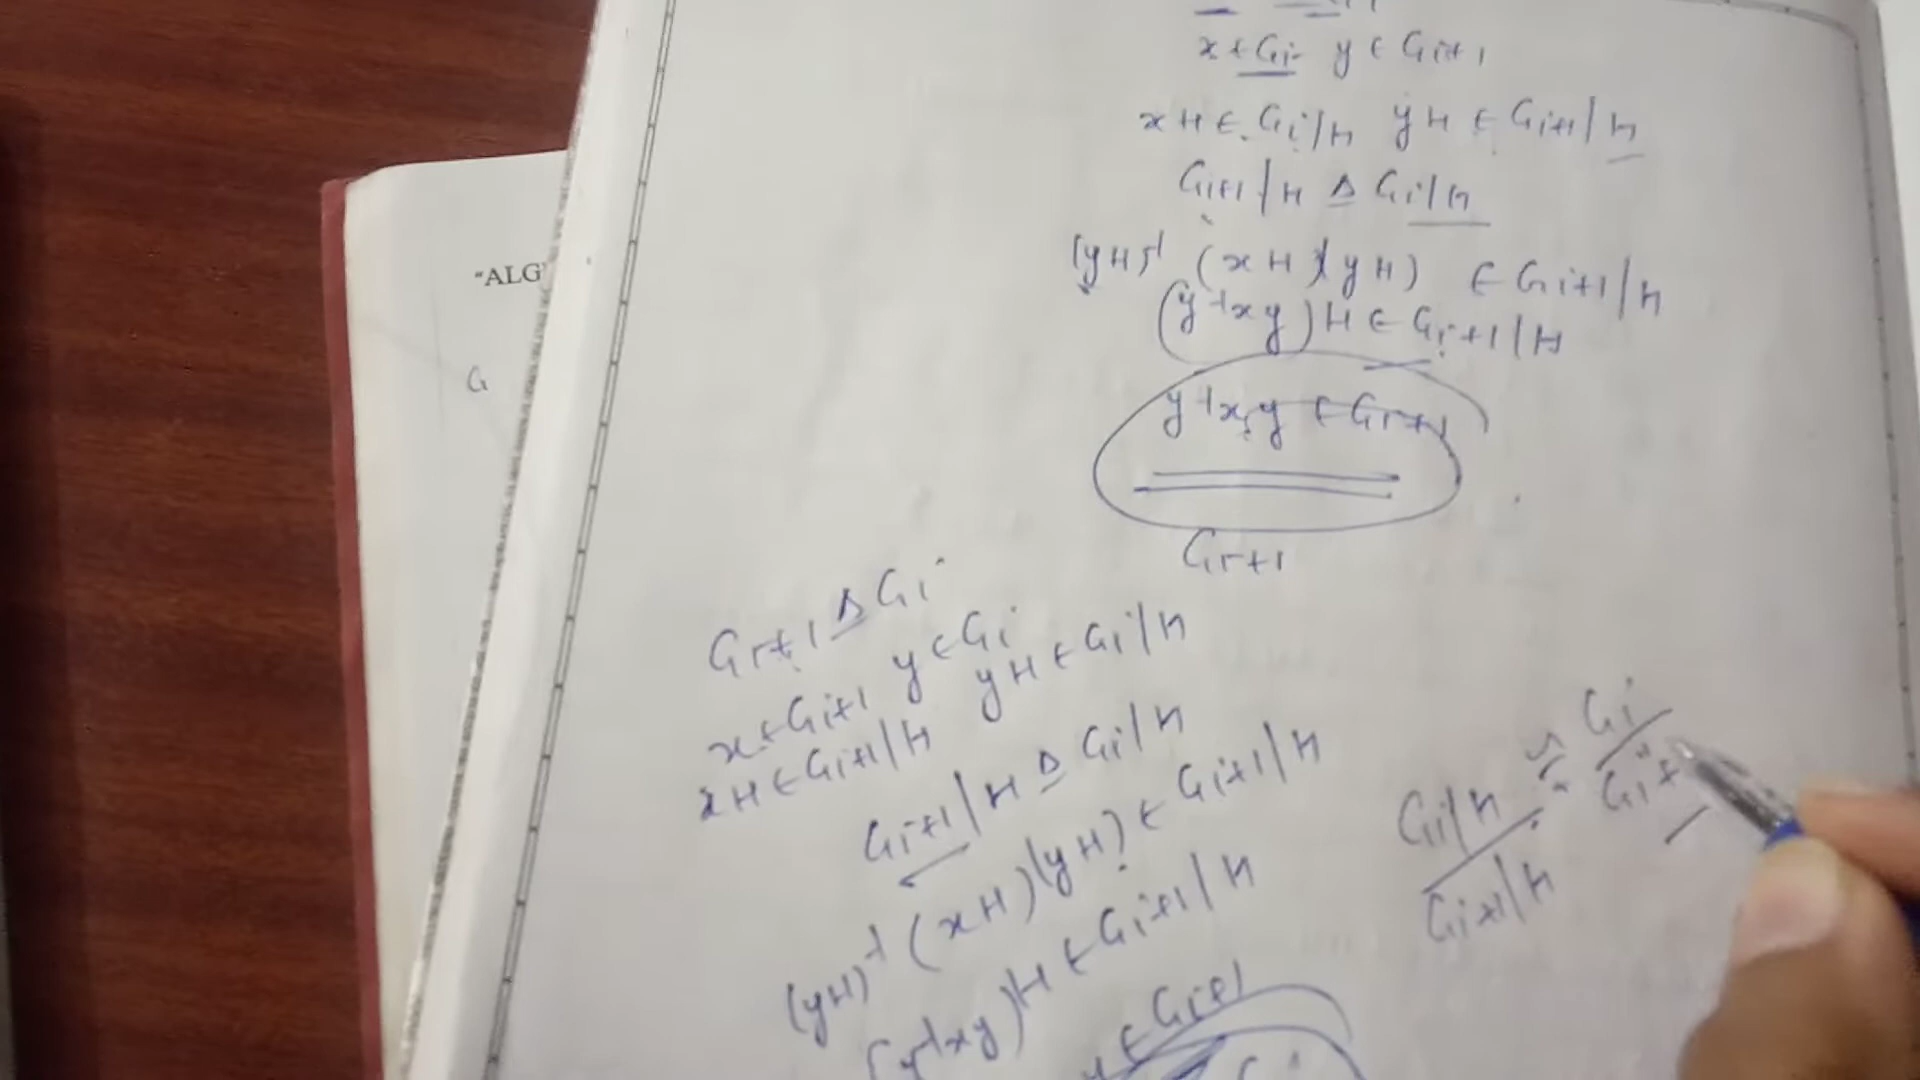 x ∈ Gi y ∈ Gi+1
xH ∈ Gi/H yH ∈ Gi+1/H
Gi+1/H Δ Gi/H
(yH)⁻¹ (xH)(yH) ∈ Gi+1/H
(y⁻¹xy)H ∈ Gi+1/H
y⁻¹xy ∈ Gi+1
Gi+1
"ALG
G
Gi+1 Δ Gi
x ∈ Gi+1 y ∈ Gi
xH ∈ Gi+1/H yH ∈ Gi/H
Gi+1/H Δ Gi/H
(yH)⁻¹ (xH)(yH) ∈ Gi+1/H
(y⁻¹xy)H ∈ Gi+1/H
y ∈ Gi+1
Gi/H ≅ Gi
Gi+1/H Gi+